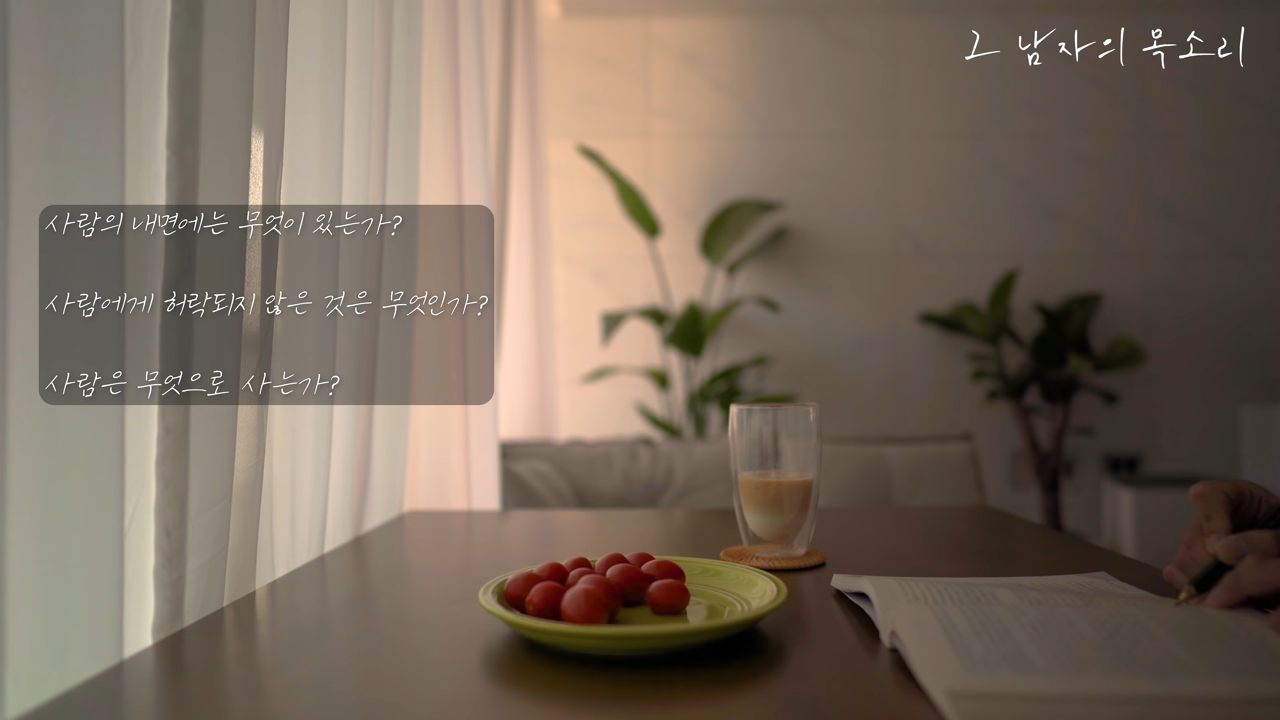 그 남자의 목소리
사람의 내면에는 무엇이 있는가?
사람에게 허락되지 않은 것은 무엇인가?
사람은 무엇으로 사는가?